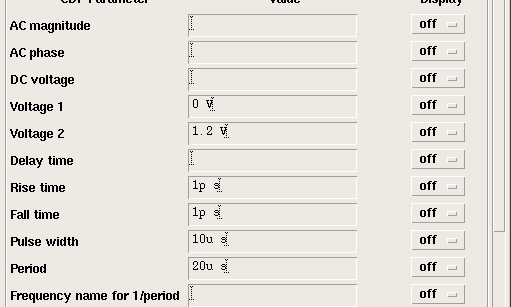 CDF Parameter Value Display
AC magnitude off
AC phase off
DC voltage off
Voltage 1 0 V off
Voltage 2 1.2 V off
Delay time off
Rise time 1p s off
Fall time 1p s off
Pulse width 10u s off
Period 20u s off
Frequency name for 1/period off